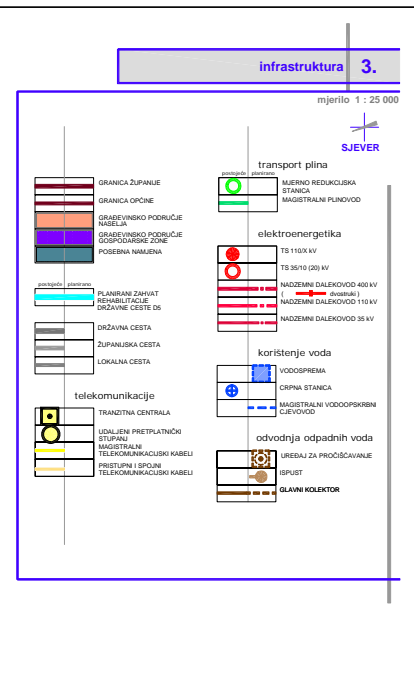 infrastruktura 3.
mjerilo 1 : 25 000
SJEVER
GRANICA ŽUPANIJE
GRANICA OPČINE
GRAĐEVINSKO PODRUČJE
NASELJA
GRAĐEVINSKO PODRUČJE
GOSPODARSKE ZONE
POSEBNA NAMJENA
postojeće planirano
PLANIRANI ZAHVAT
REHABILITACIJE
DRŽAVNE CESTE D5
DRŽAVNA CESTA
ŽUPANIJSKA CESTA
LOKALNA CESTA
telekomunikacije
TRANZITNA CENTRALA
UDALJENI PRETPLATNIČKI
STUPANJ
MAGISTRALNI
TELEKOMUNIKACIJSKI KABELI
PRISTUPNI I SPOJNI
TELEKOMUNIKACIJSKI KABELI
transport plina
postojeće planirano
MJERNO REDUKCIJSKA
STANICA
MAGISTRALNI PLINOVOD
elektroenergetika
TS 110/X kV
TS 35/10 (20) kV
NADZEMNI DALEKOVOD 400 kV
( dvostruki )
NADZEMNI DALEKOVOD 110 kV
NADZEMNI DALEKOVOD 35 kV
korištenje voda
VODOSPREMA
CRPNA STANICA
MAGISTRALNI VODOOPSKRBNI
CJEVOVOD
odvodnja otpadnih voda
UREĐAJ ZA PROČIŠĆAVANJE
ISPUST
GLAVNI KOLEKTOR